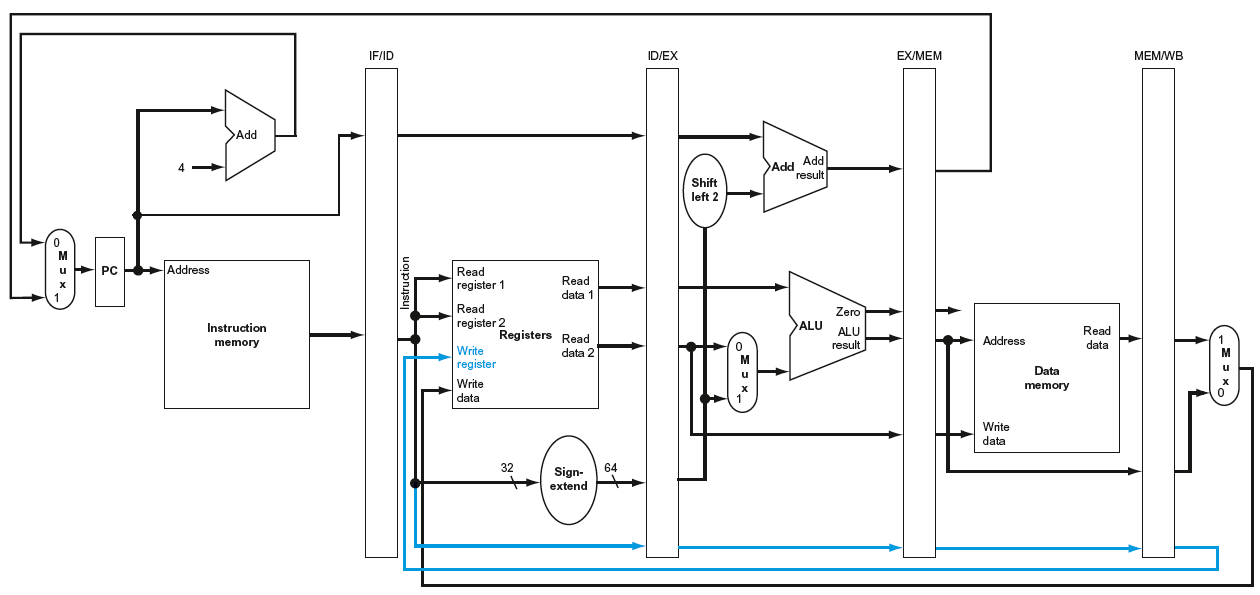 IF/ID
ID/EX
EX/MEM
MEM/WB
Add
4
Add
Add
result
Shift
left 2
0
M
u
x
1
PC
Address
Instruction
memory
Instruction
Read
register 1
Read
register 2
Write
register
Write
data
Registers
Read
data 1
Read
data 2
0
M
u
x
1
Zero
ALU
ALU
result
Address
Read
data
Data
memory
Write
data
1
M
u
x
0
32
Sign-
extend
64